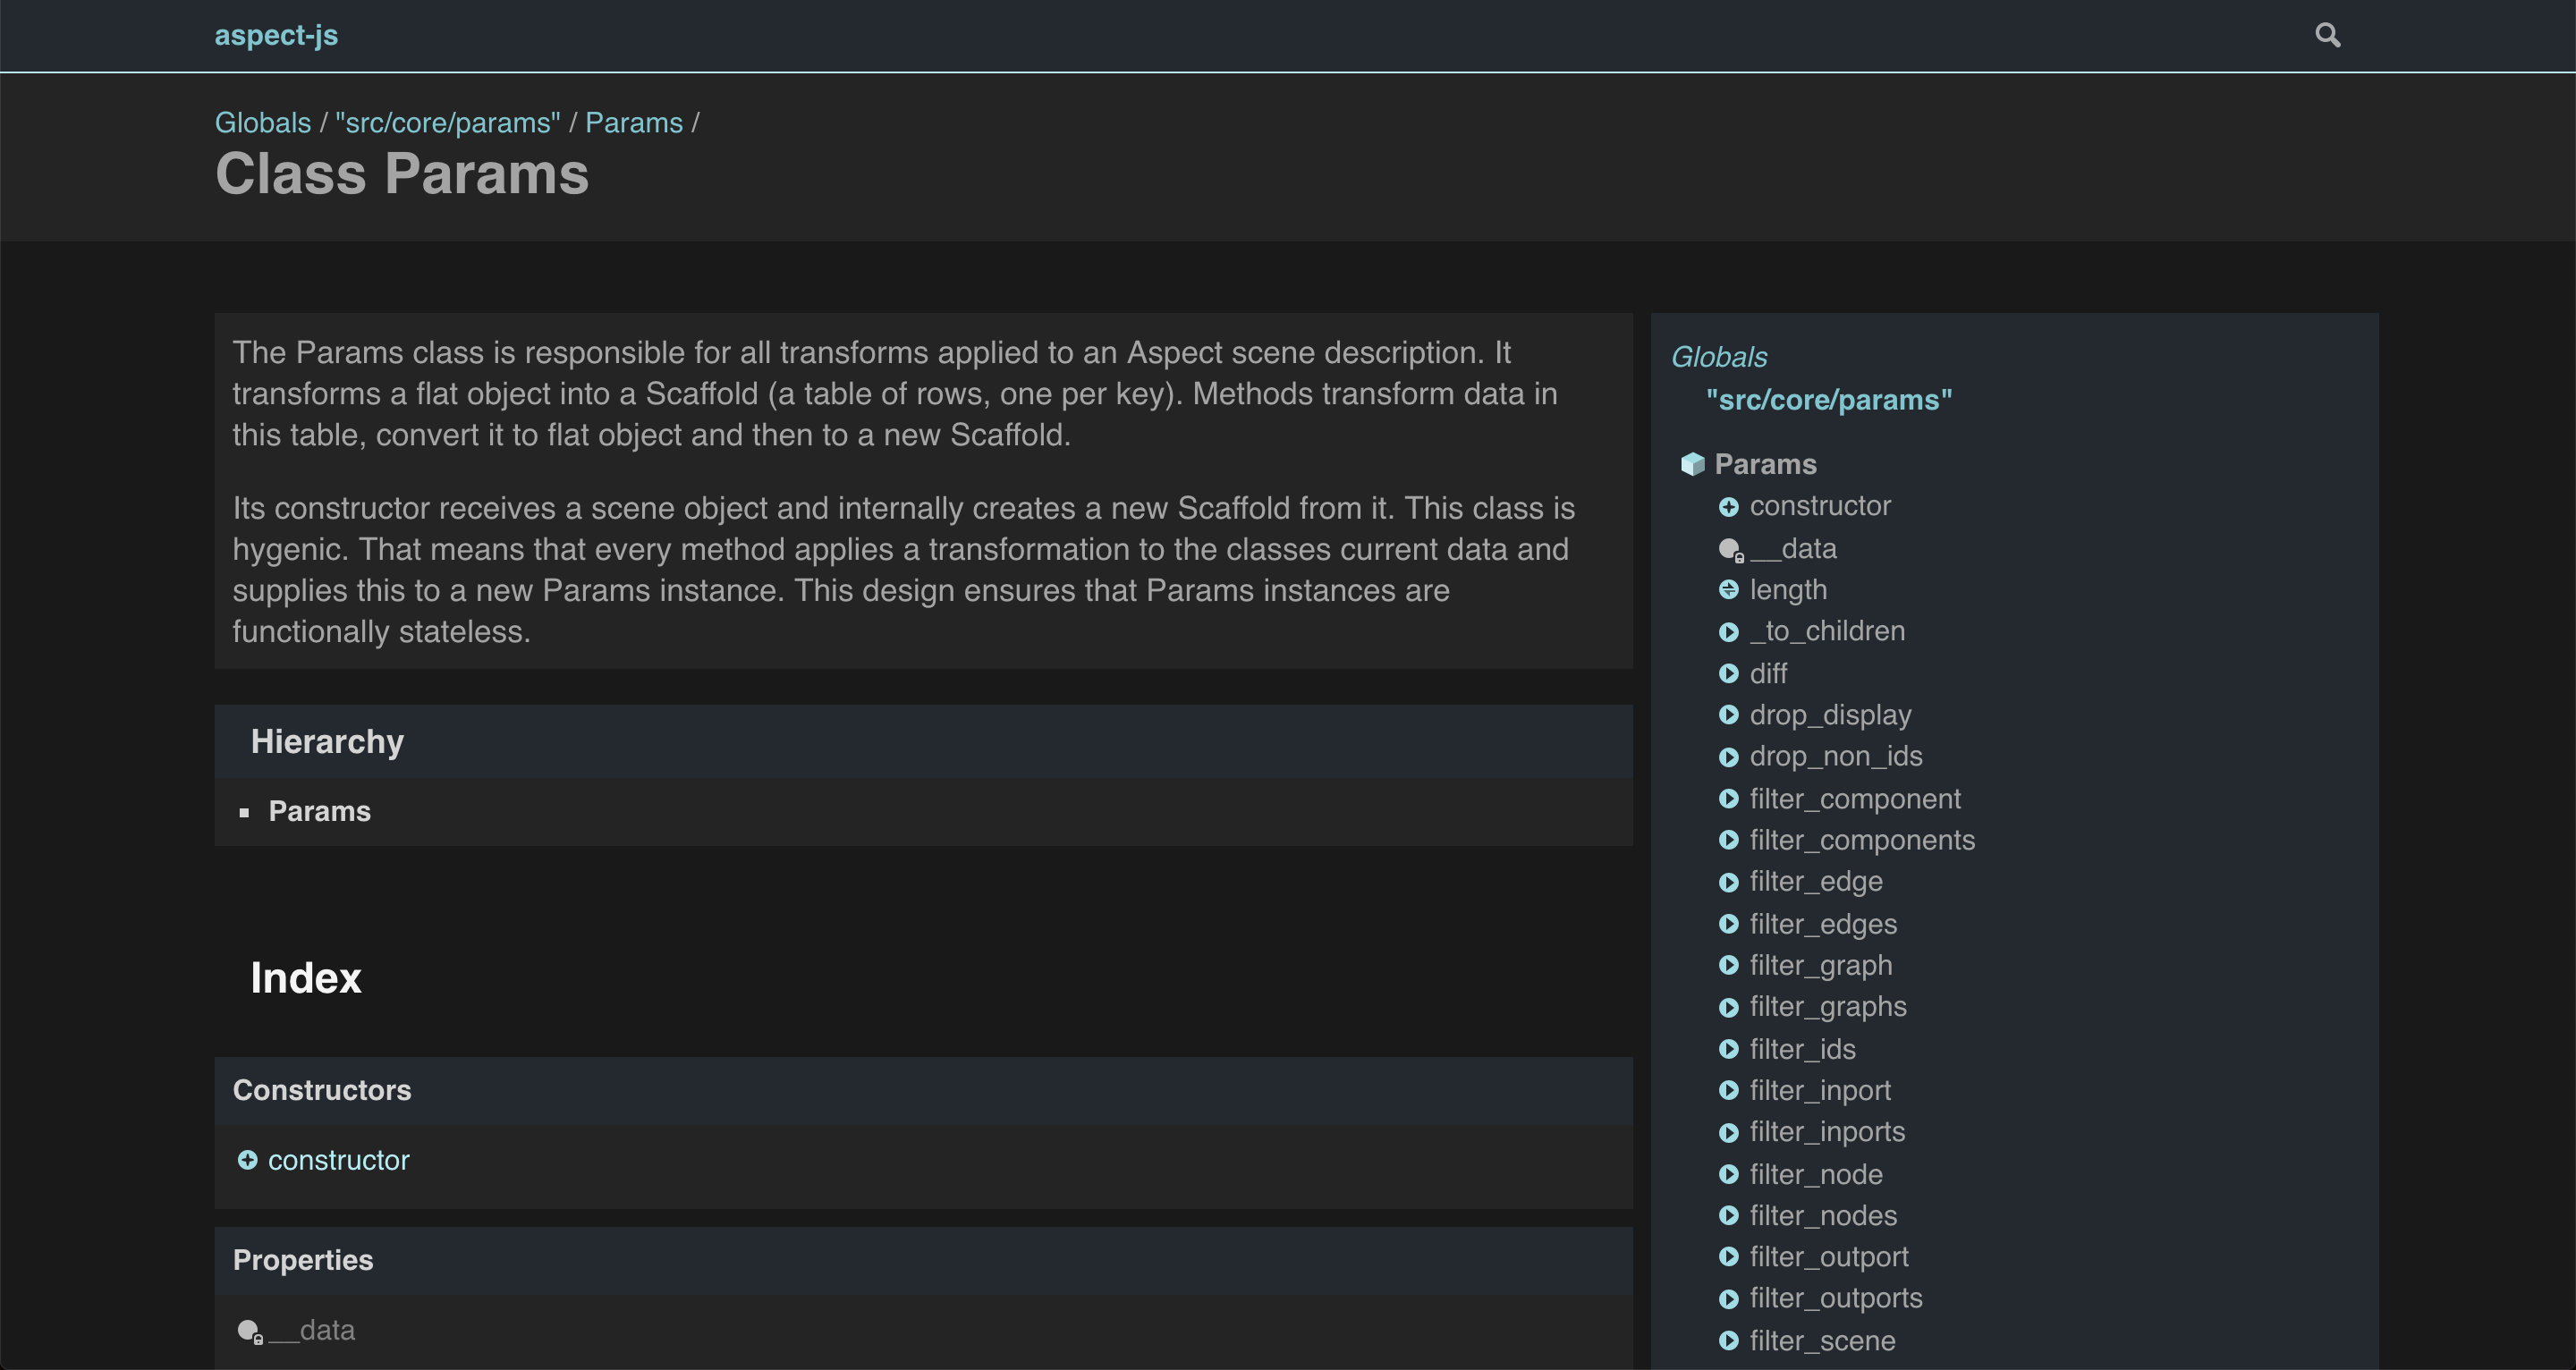 aspect-js
Globals / "src/core/params" / Params /
Class Params
The Params class is responsible for all transforms applied to an Aspect scene description. It
transforms a flat object into a Scaffold (a table of rows, one per key). Methods transform data in
this table, convert it to flat object and then to a new Scaffold.
Its constructor receives a scene object and internally creates a new Scaffold from it. This class is
hygenic. That means that every method applies a transformation to the classes current data and
supplies this to a new Params instance. This design ensures that Params instances are
functionally stateless.
Hierarchy
Params
Index
Constructors
constructor
Properties
__data
Globals
"src/core/params"
Params
constructor
__data
length
_to_children
diff
drop_display
drop_non_ids
filter_component
filter_components
filter_edge
filter_edges
filter_graph
filter_graphs
filter_ids
filter_inport
filter_inports
filter_node
filter_nodes
filter_outport
filter_outports
filter_scene